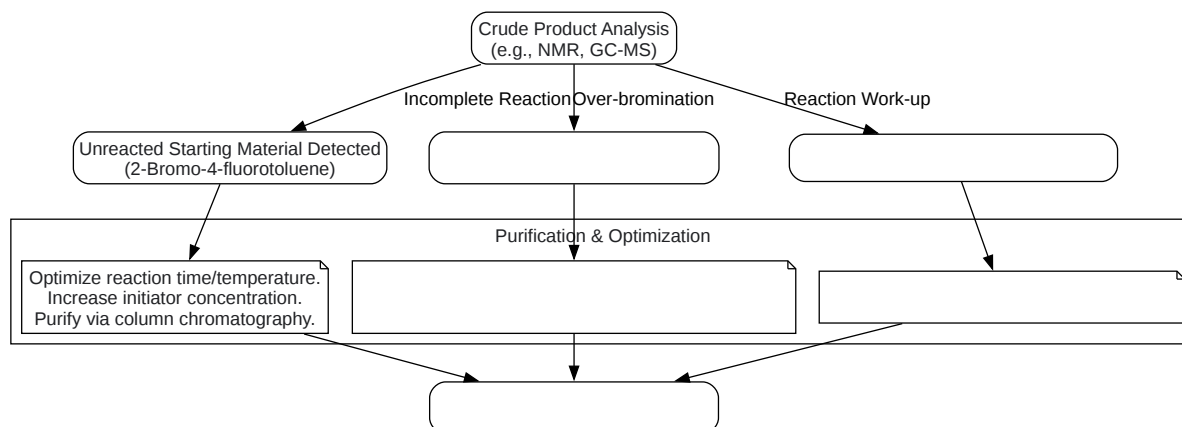 Crude Product Analysis
(e.g., NMR, GC-MS)
Incomplete Reaction
Over-bromination
Reaction Work-up
Unreacted Starting Material Detected
(2-Bromo-4-fluorotoluene)
Purification & Optimization
Optimize reaction time/temperature.
Increase initiator concentration.
Purify via column chromatography.